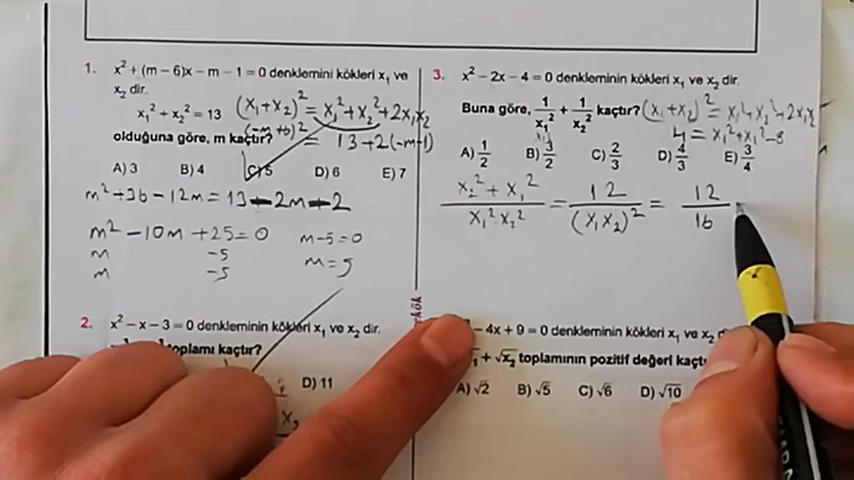 1. x² + (m – 6)x – m – 1 = 0 denklemini kökleri x₁ ve
x₂ dir.
x₁² + x₂² = 13
(x₁+x₂)² = x₁²+x₂²+2x₁x₂
olduğuna göre, m kaçtır?
(-m+6)² = 13+2(-m-1)
A) 3 B) 4 C) 5 D) 6 E) 7
m²+36-12m=13-2m-2
m²-10m+25=0 m-5=0
m -5 m=5
m -5
2. x² – x – 3 = 0 denkleminin kökleri x₁ ve x₂ dir.
toplamı kaçtır?
D) 11
3. x² – 2x – 4 = 0 denklemini kökleri x₁ ve x₂ dir.
Buna göre, 1/x₁² + 1/x₂² kaçtır?
(x₁+x₂)² = x₁²+x₂²+2x₁x₂
4 = x₁²+x₂²-8
A) 1/2 B) 3/2 C) 2/3 D) 4/3 E) 3/4
x₂²+x₁² / x₁²x₂² = 12 / (x₁x₂)² = 12 / 16
– 4x + 9 = 0 denkleminin kökleri x₁ ve x₂
+ √x₂ toplamının pozitif değeri
A) √2 B) √5 C) √6 D) √10